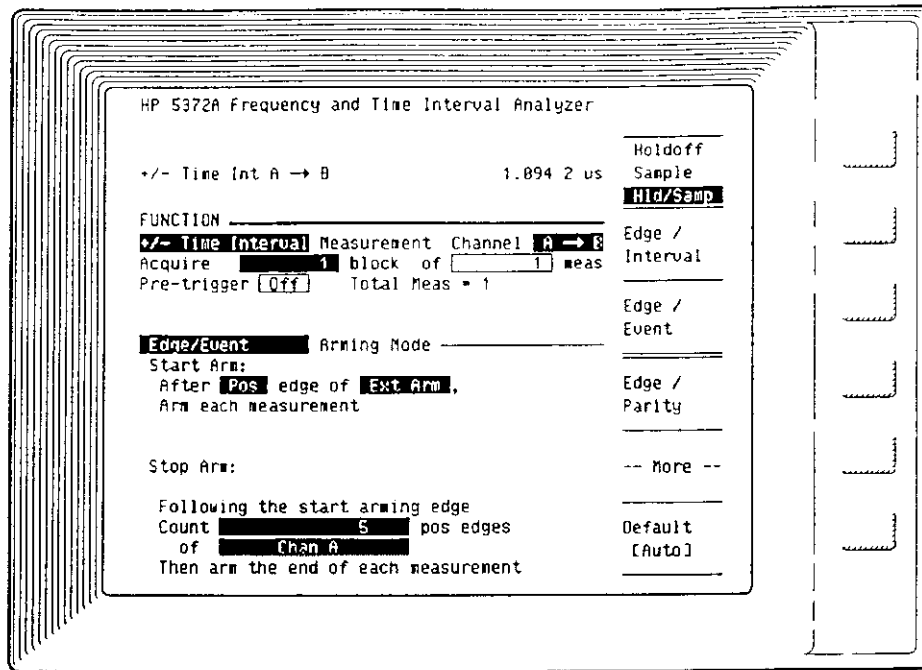 HP 5372A Frequency and Time Interval Analyzer
+/- Time Int A → B 1.094 2 us
FUNCTION
+/- Time Interval Measurement Channel A → B
Acquire 1 block of 1 meas
Pre-trigger Off Total Meas = 1
Edge/Event Arming Mode
Start Arm:
After Pos edge of Ext Arm,
Arm each measurement
Stop Arm:
Following the start arming edge
Count 5 pos edges
of Chan A
Then arm the end of each measurement
Holdoff
Sample
Hld/Samp
Edge /
Interval
Edge /
Event
Edge /
Parity
-- More --
Default
[Auto]